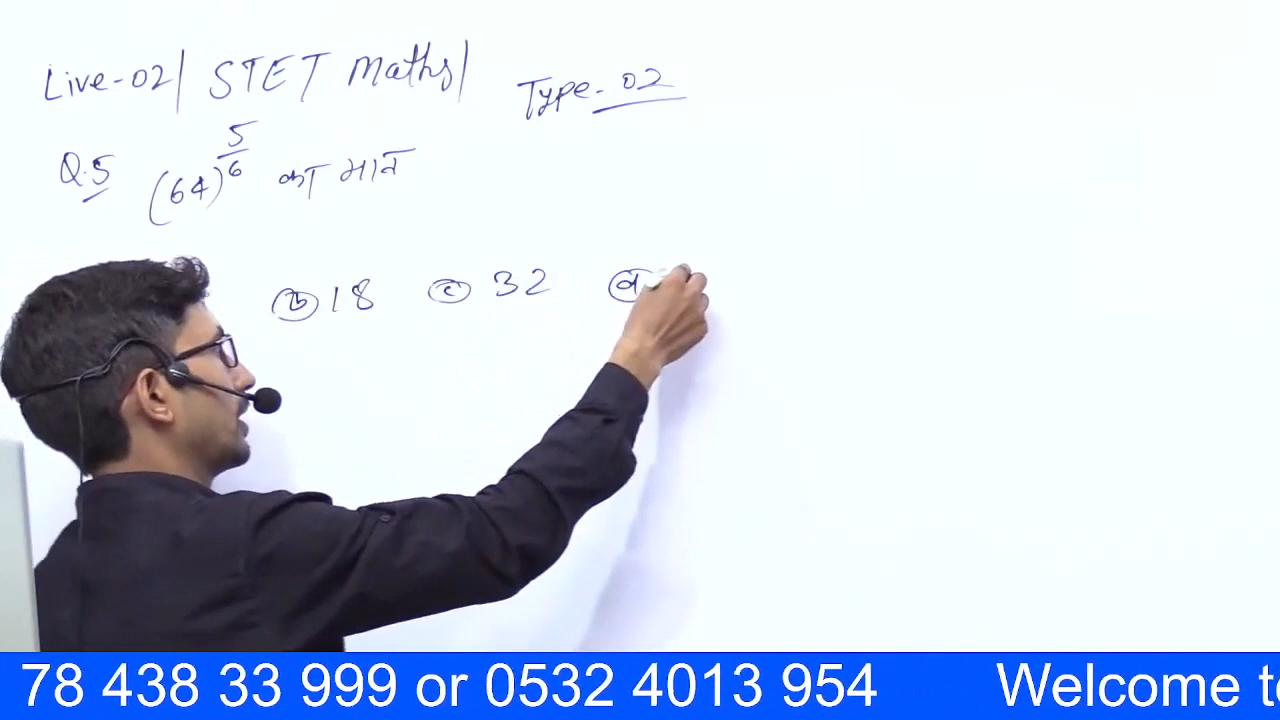 Live-02| STET Maths| Type-02
Q.5 (64)^5/6 का मान
(b) 18 (c) 32 (d)
78 438 33 999 or 0532 4013 954 Welcome to